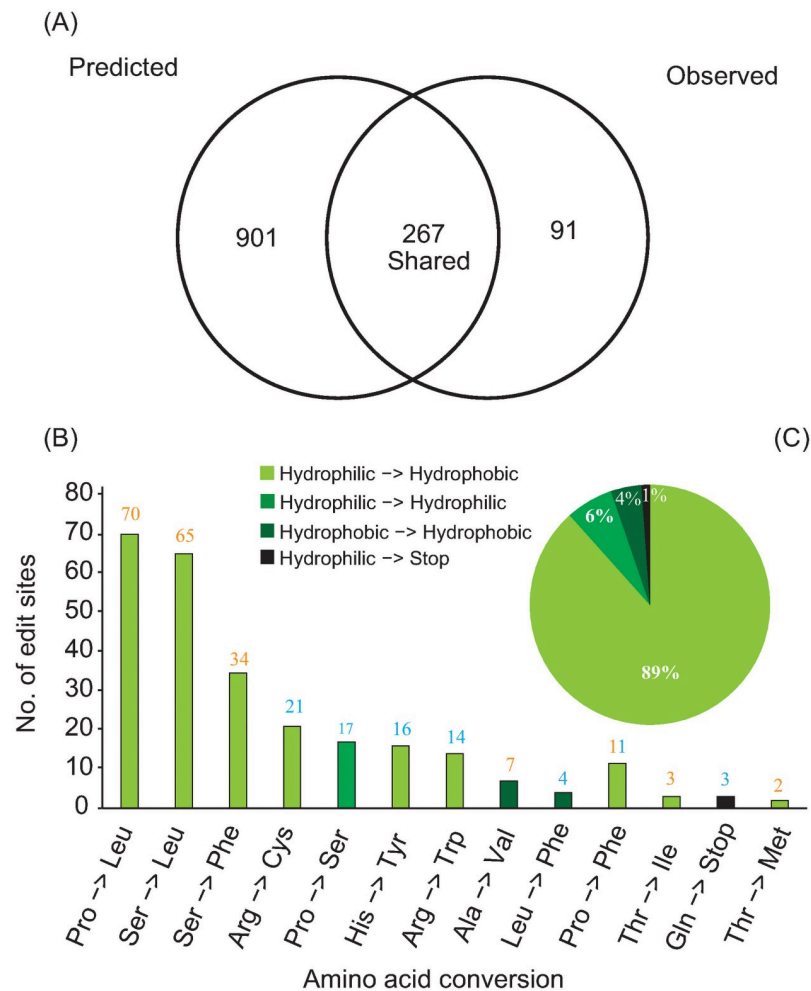 (A)
Predicted
Observed
901
267
Shared
91
(B)
(C)
Hydrophilic −> Hydrophobic
Hydrophilic −> Hydrophilic
Hydrophobic −> Hydrophobic
Hydrophilic −> Stop
6%
4%
1%
89%
No. of edit sites
80
70
60
50
40
30
20
10
0
70
65
34
21
17
16
14
7
4
11
3
3
2
Pro −> Leu
Ser −> Leu
Ser −> Phe
Arg −> Cys
Pro −> Ser
His −> Tyr
Arg −> Trp
Ala −> Val
Leu −> Phe
Pro −> Phe
Thr −> Ile
Gln −> Stop
Thr −> Met
Amino acid conversion